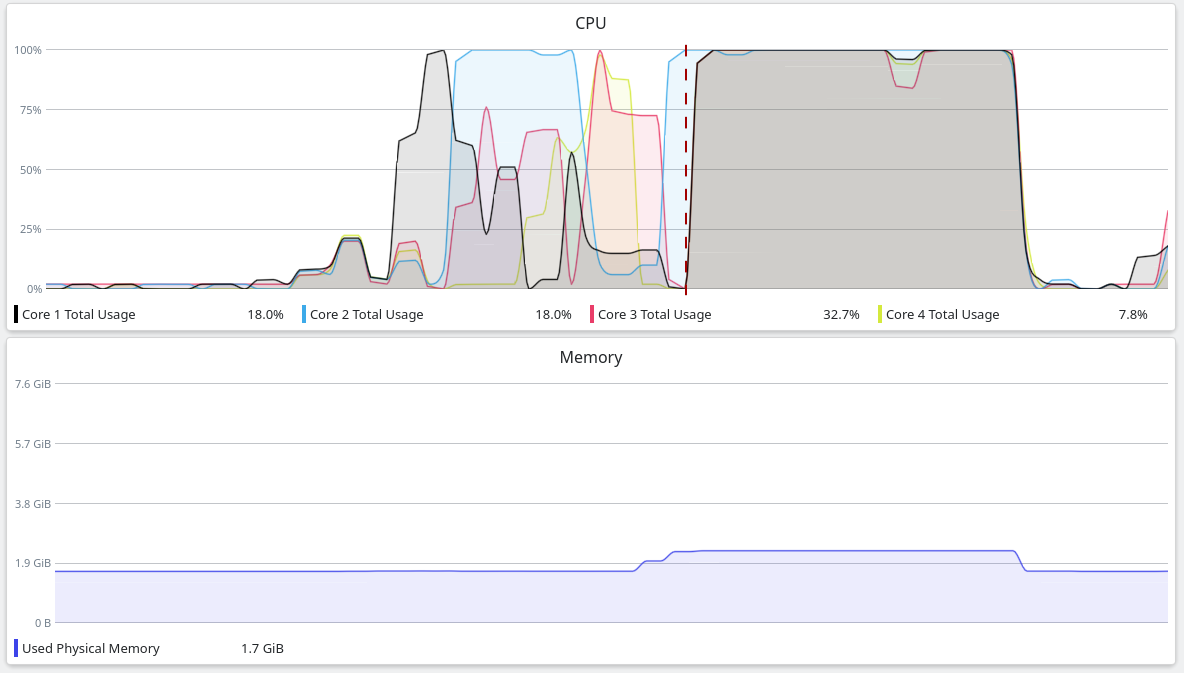 CPU
100%
75%
50%
25%
0%
Core 1 Total Usage 18.0% Core 2 Total Usage 18.0% Core 3 Total Usage 32.7% Core 4 Total Usage 7.8%
Memory
7.6 GiB
5.7 GiB
3.8 GiB
1.9 GiB
0 B
Used Physical Memory 1.7 GiB